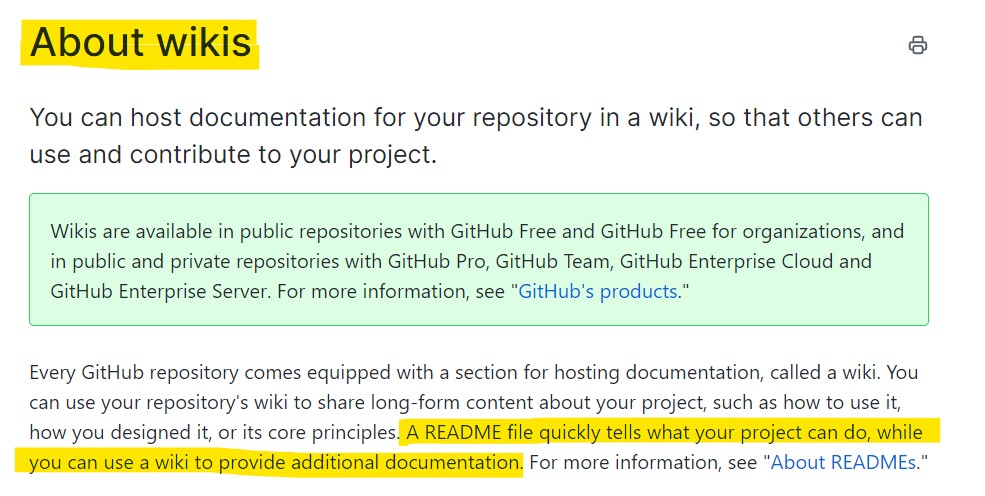 About wikis
You can host documentation for your repository in a wiki, so that others can
use and contribute to your project.
Wikis are available in public repositories with GitHub Free and GitHub Free for organizations, and
in public and private repositories with GitHub Pro, GitHub Team, GitHub Enterprise Cloud and
GitHub Enterprise Server. For more information, see "GitHub's products."
Every GitHub repository comes equipped with a section for hosting documentation, called a wiki. You
can use your repository's wiki to share long-form content about your project, such as how to use it,
how you designed it, or its core principles. A README file quickly tells what your project can do, while
you can use a wiki to provide additional documentation. For more information, see "About READMEs."